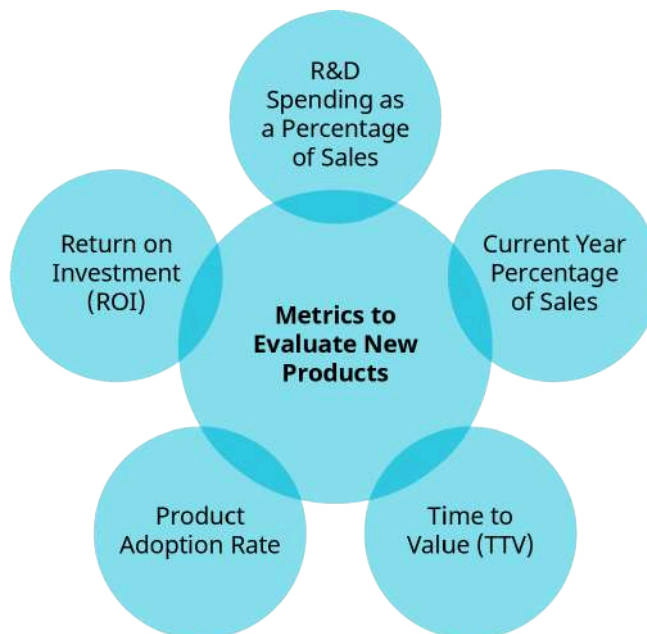 R&D
Spending as
a Percentage
of Sales
Return on
Investment
(ROI)
Current Year
Percentage
of Sales
Metrics to
Evaluate New
Products
Product
Adoption Rate
Time to
Value (TTV)